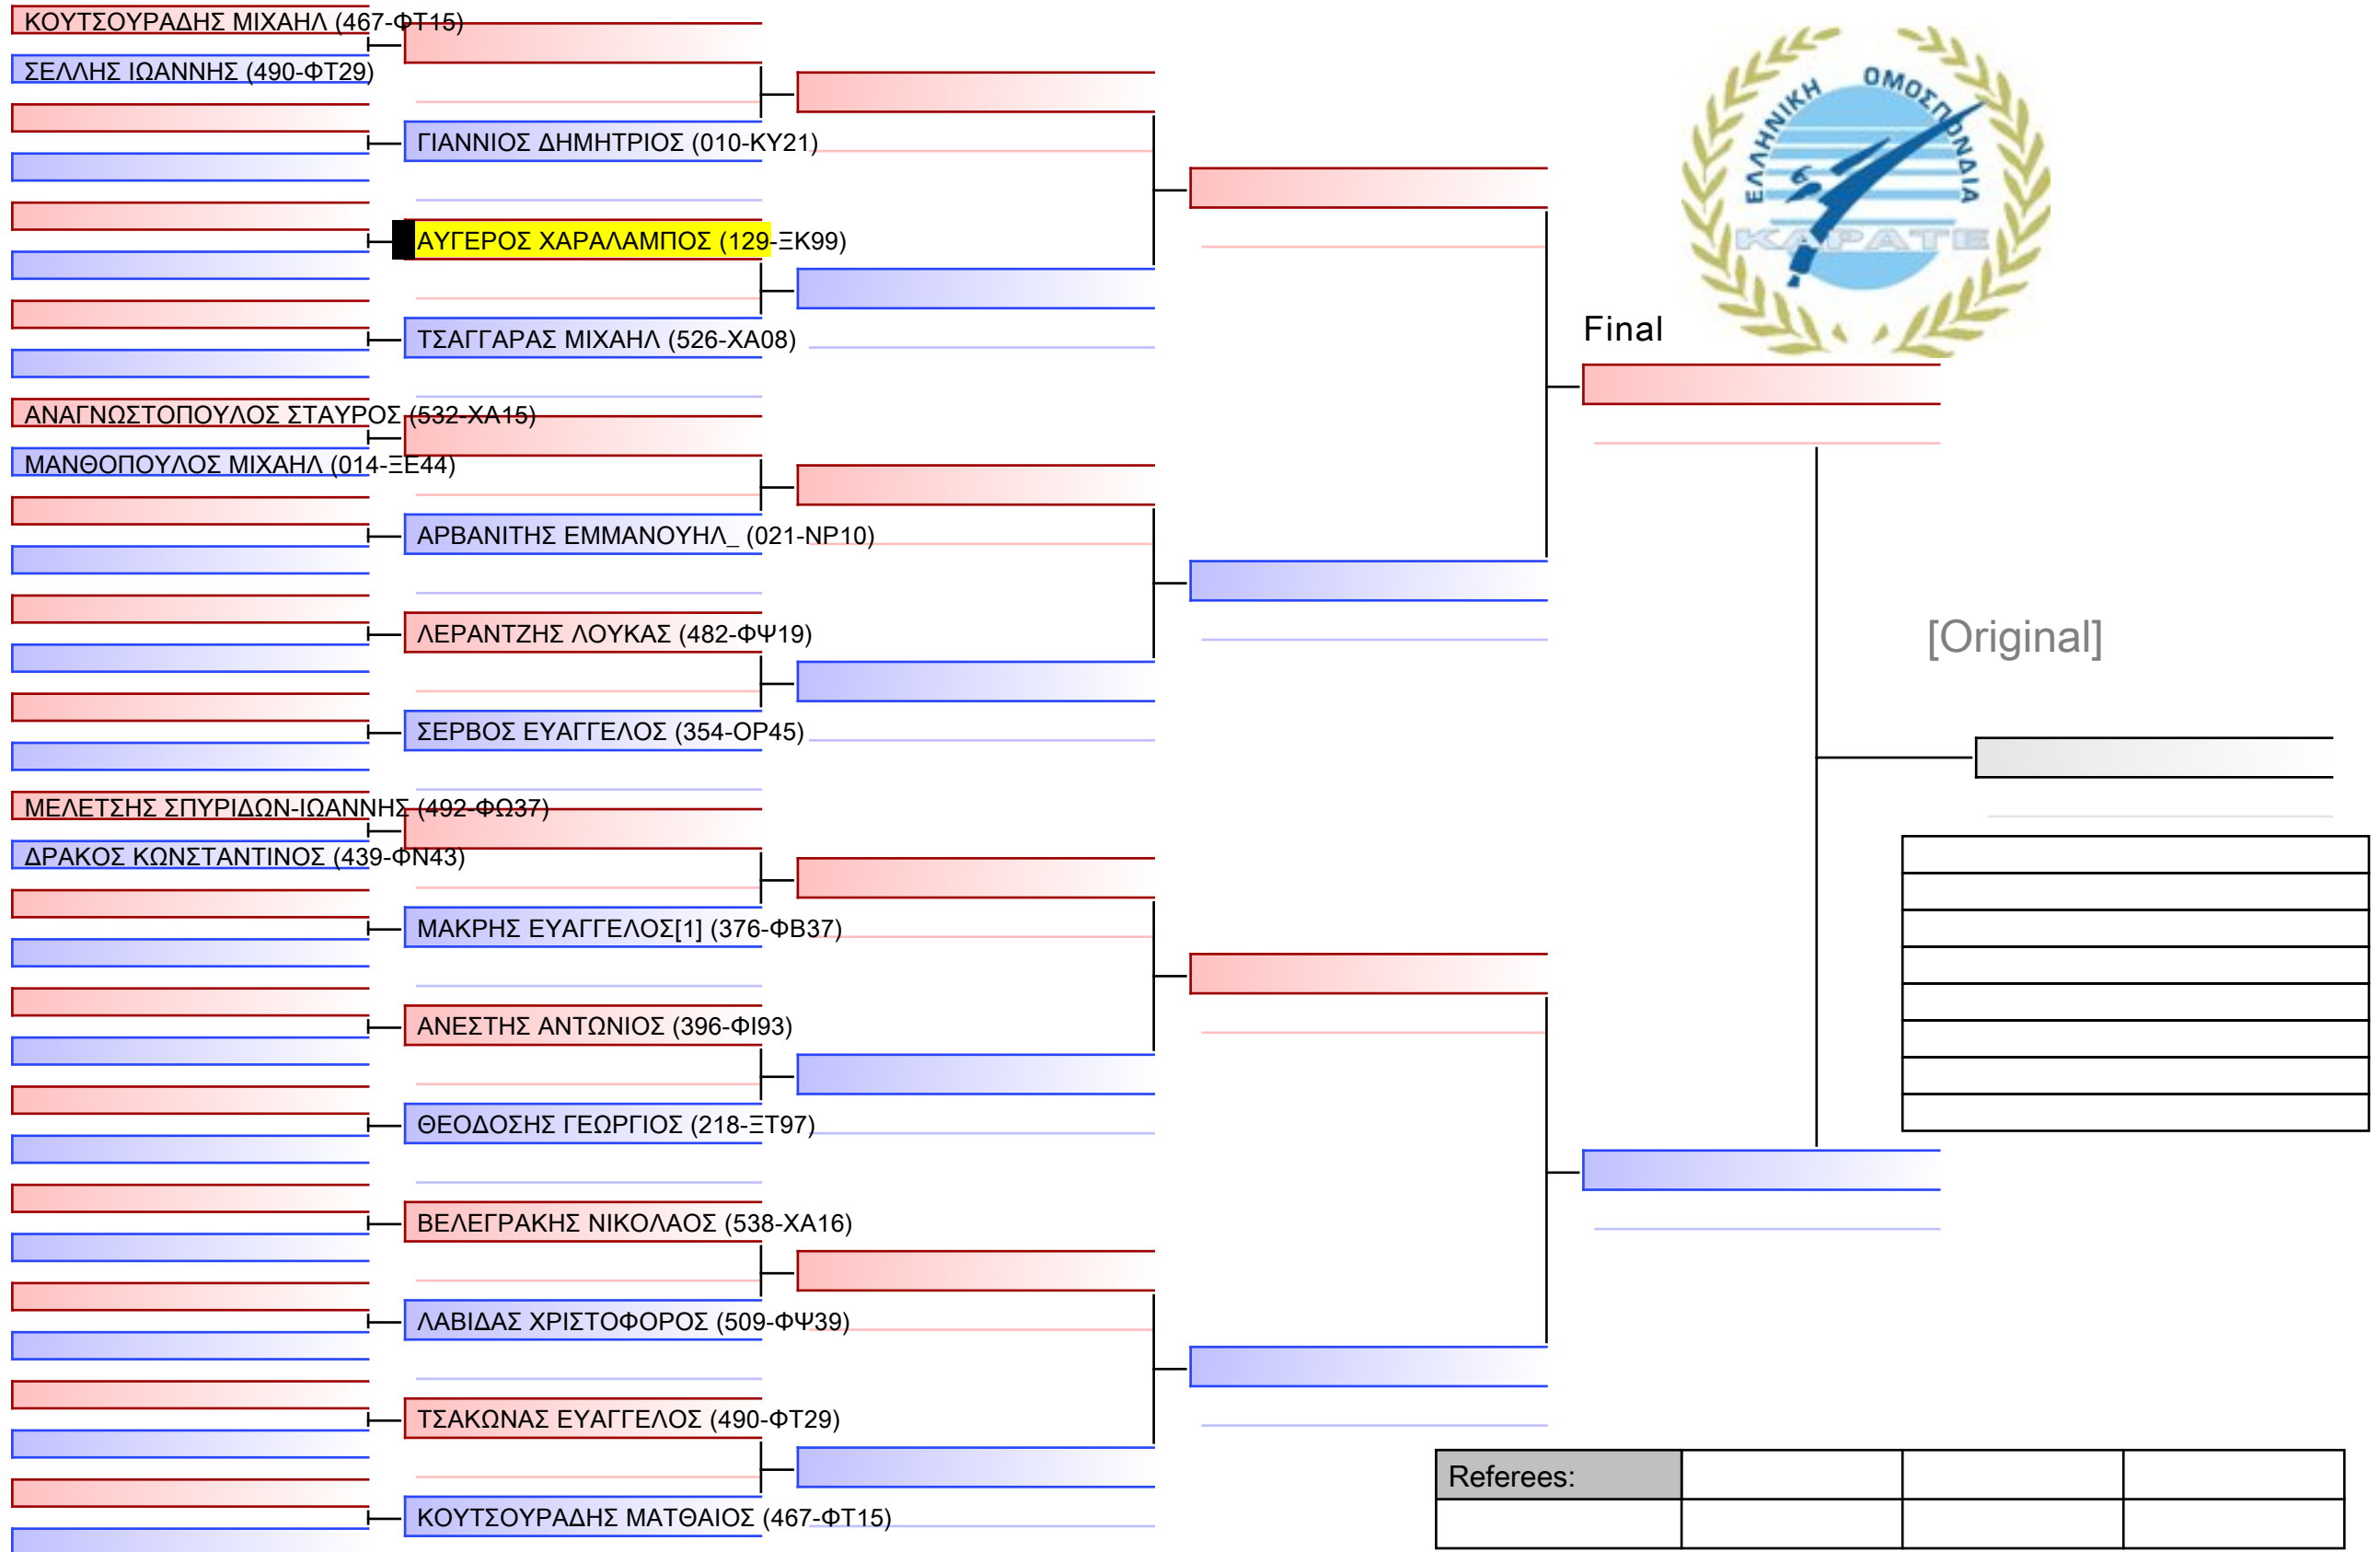 ΚΟΥΤΣΟΥΡΑΔΗΣ ΜΙΧΑΗΛ (467-ΦΤ15)
ΣΕΛΛΗΣ ΙΩΑΝΝΗΣ (490-ΦΤ29)
ΓΙΑΝΝΙΟΣ ΔΗΜΗΤΡΙΟΣ (010-ΚΥ21)
ΑΥΓΕΡΟΣ ΧΑΡΑΛΑΜΠΟΣ (129-ΞΚ99)
ΤΣΑΓΓΑΡΑΣ ΜΙΧΑΗΛ (526-ΧΑ08)
ΑΝΑΓΝΩΣΤΟΠΟΥΛΟΣ ΣΤΑΥΡΟΣ (532-ΧΑ15)
ΜΑΝΘΟΠΟΥΛΟΣ ΜΙΧΑΗΛ (014-ΞΕ44)
ΑΡΒΑΝΙΤΗΣ ΕΜΜΑΝΟΥΗΛ_ (021-ΝΡ10)
ΛΕΡΑΝΤΖΗΣ ΛΟΥΚΑΣ (482-ΦΨ19)
ΣΕΡΒΟΣ ΕΥΑΓΓΕΛΟΣ (354-ΟΡ45)
ΜΕΛΕΤΣΗΣ ΣΠΥΡΙΔΩΝ-ΙΩΑΝΝΗΣ (492-ΦΩ37)
ΔΡΑΚΟΣ ΚΩΝΣΤΑΝΤΙΝΟΣ (439-ΦΝ43)
ΜΑΚΡΗΣ ΕΥΑΓΓΕΛΟΣ[1] (376-ΦΒ37)
ΑΝΕΣΤΗΣ ΑΝΤΩΝΙΟΣ (396-ΦΙ93)
ΘΕΟΔΟΣΗΣ ΓΕΩΡΓΙΟΣ (218-ΞΤ97)
ΒΕΛΕΓΡΑΚΗΣ ΝΙΚΟΛΑΟΣ (538-ΧΑ16)
ΛΑΒΙΔΑΣ ΧΡΙΣΤΟΦΟΡΟΣ (509-ΦΨ39)
ΤΣΑΚΩΝΑΣ ΕΥΑΓΓΕΛΟΣ (490-ΦΤ29)
ΚΟΥΤΣΟΥΡΑΔΗΣ ΜΑΤΘΑΙΟΣ (467-ΦΤ15)
ΕΛΛΗΝΙΚΗ ΟΜΟΣΠΟΝΔΙΑ
ΚΑΡΑΤΕ
Final
[Original]
Referees: